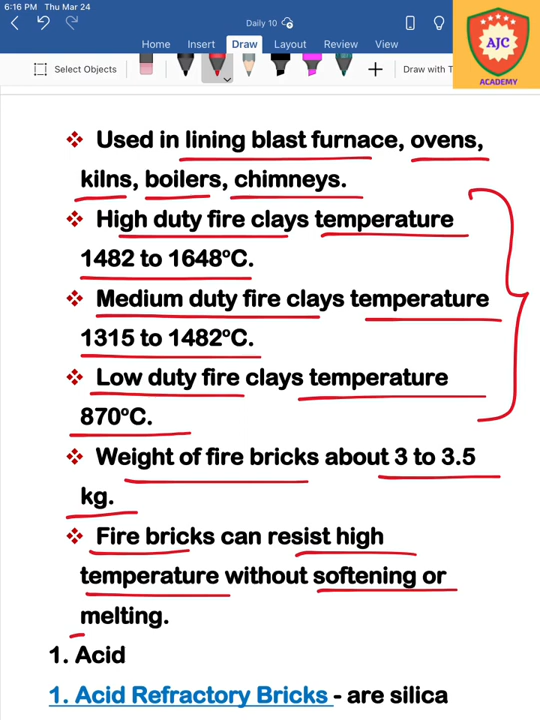 6:16 PM Thu Mar 24
Daily 10
Home Insert Draw Layout Review View
Select Objects
Draw with T
AJC
ACADEMY
❖ Used in lining blast furnace, ovens,
kilns, boilers, chimneys.
❖ High duty fire clays temperature
1482 to 1648ºC.
❖ Medium duty fire clays temperature
1315 to 1482ºC.
❖ Low duty fire clays temperature
870ºC.
❖ Weight of fire bricks about 3 to 3.5
kg.
❖ Fire bricks can resist high
temperature without softening or
melting.
1. Acid
1. Acid Refractory Bricks - are silica